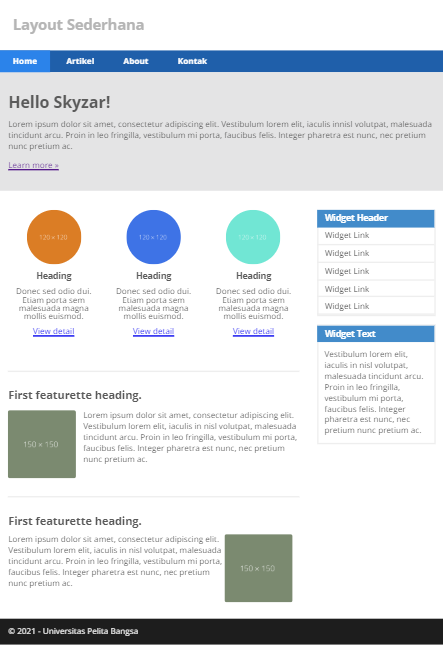 Layout Sederhana
Home Artikel About Kontak
Hello Skyzar!
Lorem ipsum dolor sit amet, consectetur adipiscing elit. Vestibulum lorem elit, iaculis innisl volutpat, malesuada
tincidunt arcu. Proin in leo fringilla, vestibulum mi porta, faucibus felis. Integer pharetra est nunc, nec pretium
nunc pretium ac.
Learn more »
120 × 120
Heading
Donec sed odio dui.
Etiam porta sem
malesuada magna
mollis euismod.
View detail
120 × 120
Heading
Donec sed odio dui.
Etiam porta sem
malesuada magna
mollis euismod.
View detail
120 × 120
Heading
Donec sed odio dui.
Etiam porta sem
malesuada magna
mollis euismod.
View detail
First featurette heading.
150 × 150
Lorem ipsum dolor sit amet, consectetur adipiscing elit.
Vestibulum lorem elit, iaculis in nisl volutpat, malesuada
tincidunt arcu. Proin in leo fringilla, vestibulum mi porta,
faucibus felis. Integer pharetra est nunc, nec pretium
nunc pretium ac.
First featurette heading.
Lorem ipsum dolor sit amet, consectetur adipiscing elit.
Vestibulum lorem elit, iaculis in nisl volutpat, malesuada
tincidunt arcu. Proin in leo fringilla, vestibulum mi porta,
faucibus felis. Integer pharetra est nunc, nec pretium
nunc pretium ac.
150 × 150
Widget Header
Widget Link
Widget Link
Widget Link
Widget Link
Widget Link
Widget Text
Vestibulum lorem elit,
iaculis in nisl volutpat,
malesuada tincidunt arcu.
Proin in leo fringilla,
vestibulum mi porta,
faucibus felis. Integer
pharetra est nunc, nec
pretium nunc pretium ac.
© 2021 - Universitas Pelita Bangsa